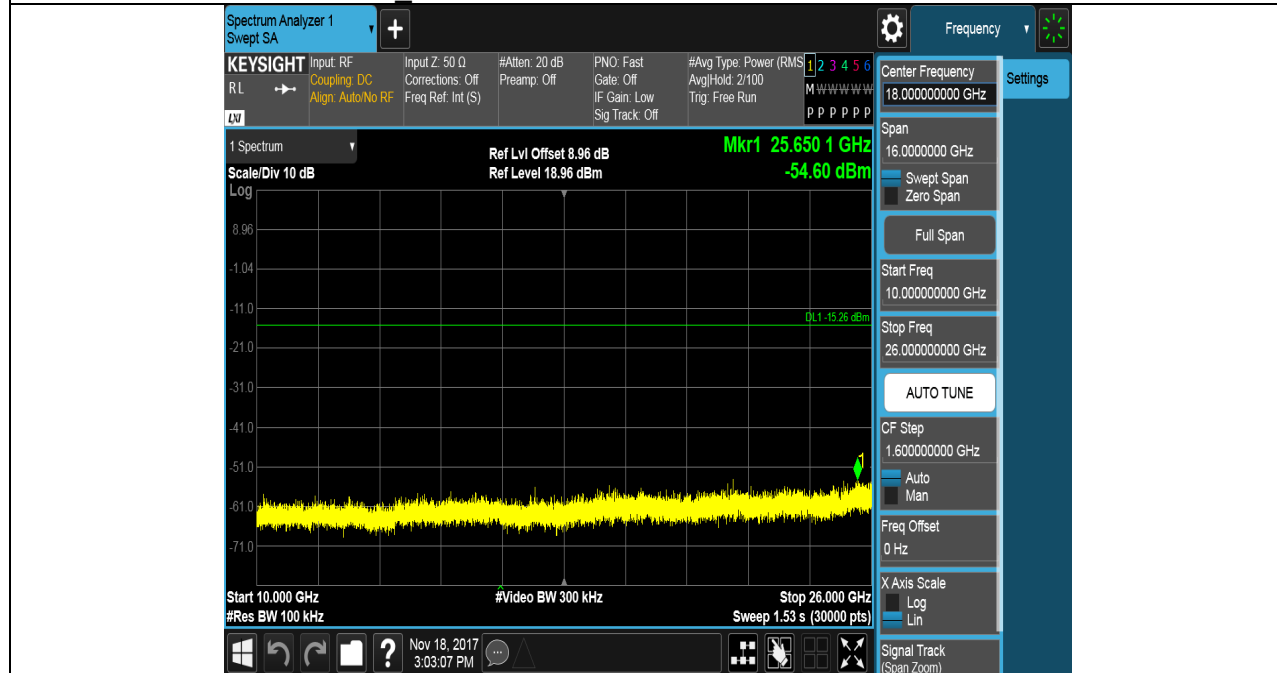 Spectrum Analyzer 1
Swept SA
+
Frequency
KEYSIGHT
RL
LXI
Input: RF
Coupling: DC
Align: Auto/No RF
Input Z: 50 Ω
Corrections: Off
Freq Ref: Int (S)
#Atten: 20 dB
Preamp: Off
PNO: Fast
Gate: Off
IF Gain: Low
Sig Track: Off
#Avg Type: Power (RMS
Avg|Hold: 2/100
Trig: Free Run
1 2 3 4 5 6
M W W W W W
P P P P P P
1 Spectrum
Scale/Div 10 dB
Log
Ref Lvl Offset 8.96 dB
Ref Level 18.96 dBm
Mkr1 25.650 1 GHz
-54.60 dBm
8.96
-1.04
-11.0
DL1 -15.26 dBm
-21.0
-31.0
-41.0
-51.0
1
-61.0
-71.0
Start 10.000 GHz
#Video BW 300 kHz
Stop 26.000 GHz
#Res BW 100 kHz
Sweep 1.53 s (30000 pts)
?
Nov 18, 2017
3:03:07 PM
Center Frequency
18.000000000 GHz
Settings
Span
16.0000000 GHz
Swept Span
Zero Span
Full Span
Start Freq
10.000000000 GHz
Stop Freq
26.000000000 GHz
AUTO TUNE
CF Step
1.600000000 GHz
Auto
Man
Freq Offset
0 Hz
X Axis Scale
Log
Lin
Signal Track
(Span Zoom)